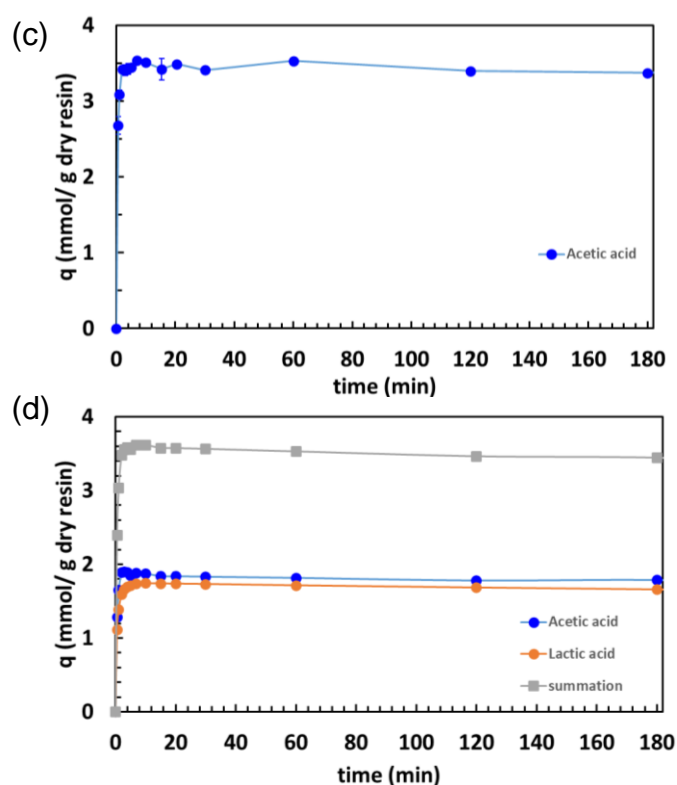 (c)
4
3
2
1
0
q (mmol/ g dry resin)
Acetic acid
0 20 40 60 80 100 120 140 160 180
time (min)
(d)
4
3
2
1
0
q (mmol/ g dry resin)
Acetic acid
Lactic acid
summation
0 20 40 60 80 100 120 140 160 180
time (min)